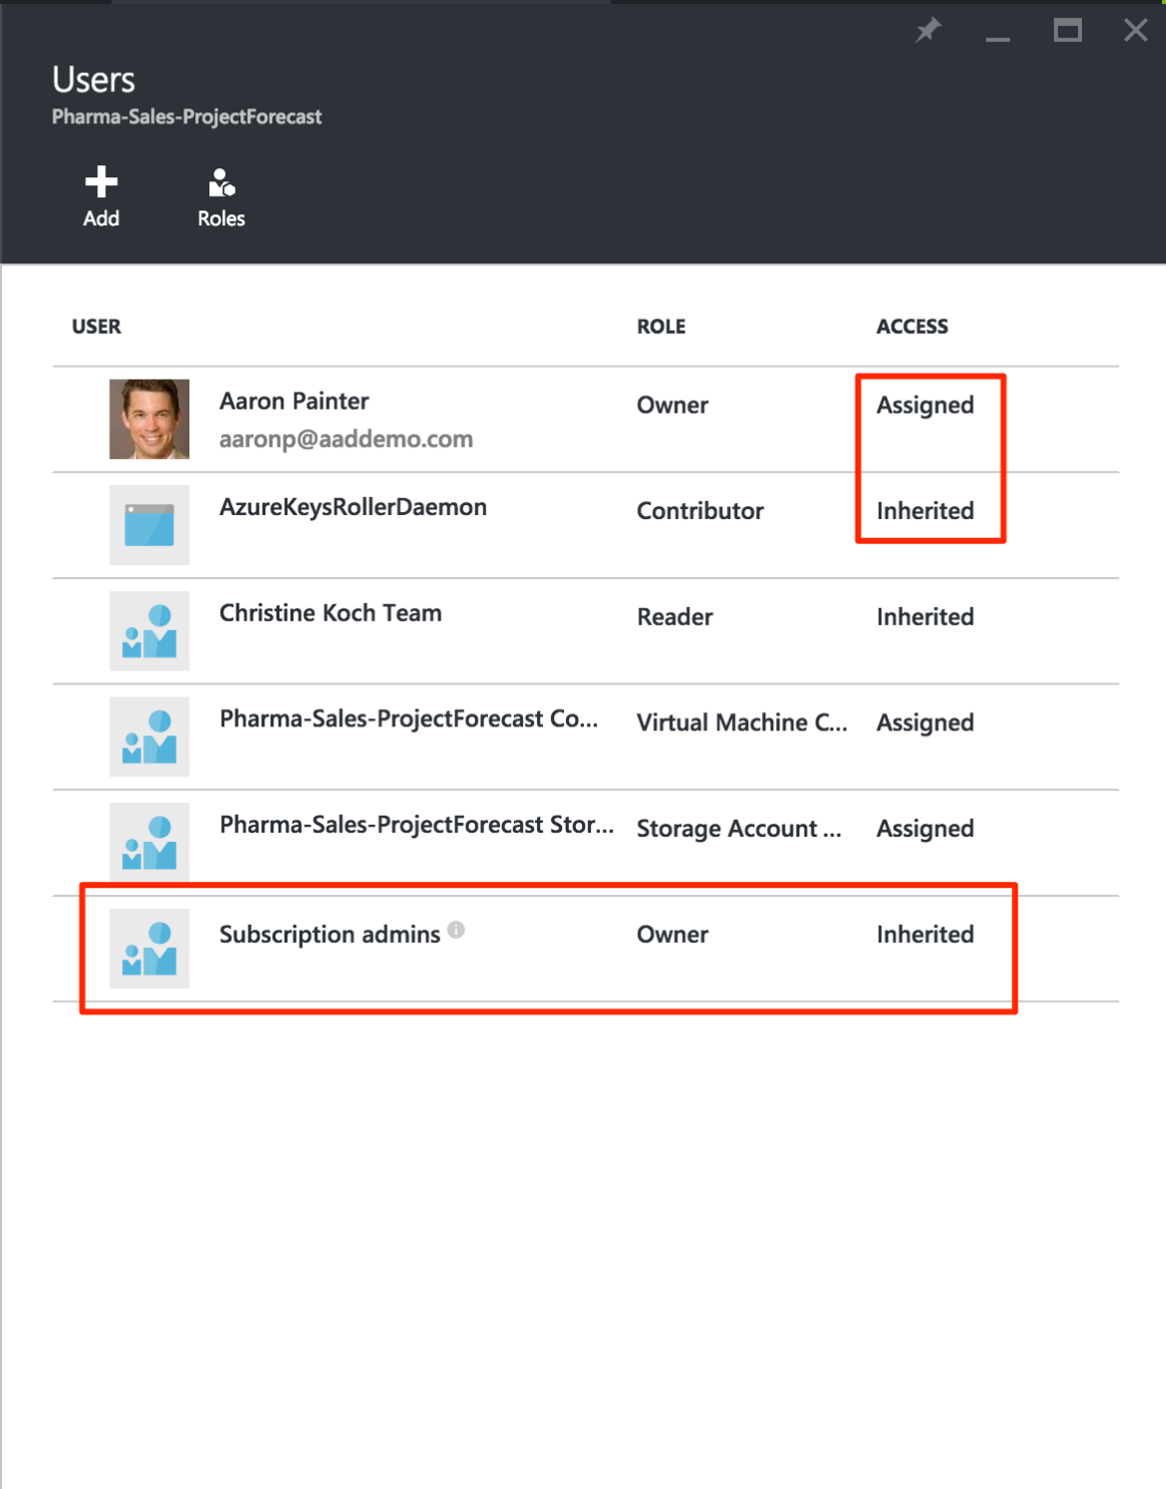 Users
Pharma-Sales-ProjectForecast
Add
Roles
USER ROLE ACCESS
Aaron Painter Owner Assigned
aaronp@aaddemo.com
AzureKeysRollerDaemon Contributor Inherited
Christine Koch Team Reader Inherited
Pharma-Sales-ProjectForecast Co... Virtual Machine C... Assigned
Pharma-Sales-ProjectForecast Stor... Storage Account ... Assigned
Subscription admins Owner Inherited